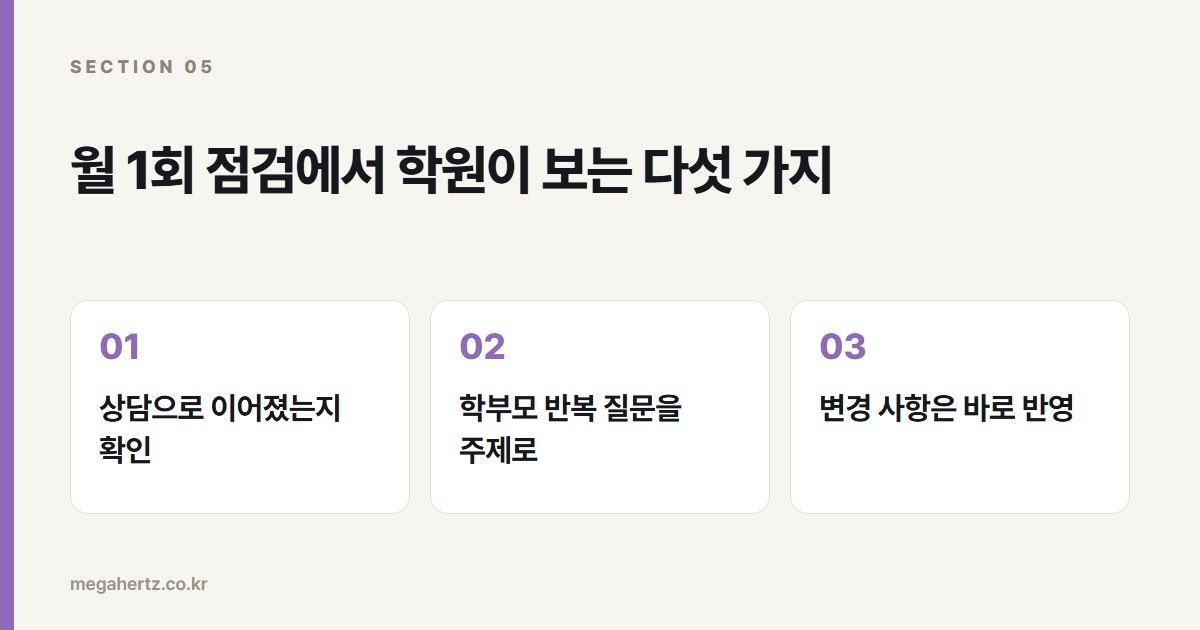 SECTION 05
월 1회 점검에서 학원이 보는 다섯 가지
01
상담으로 이어졌는지
확인
02
학부모 반복 질문을
주제로
03
변경 사항은 바로 반영
megahertz.co.kr